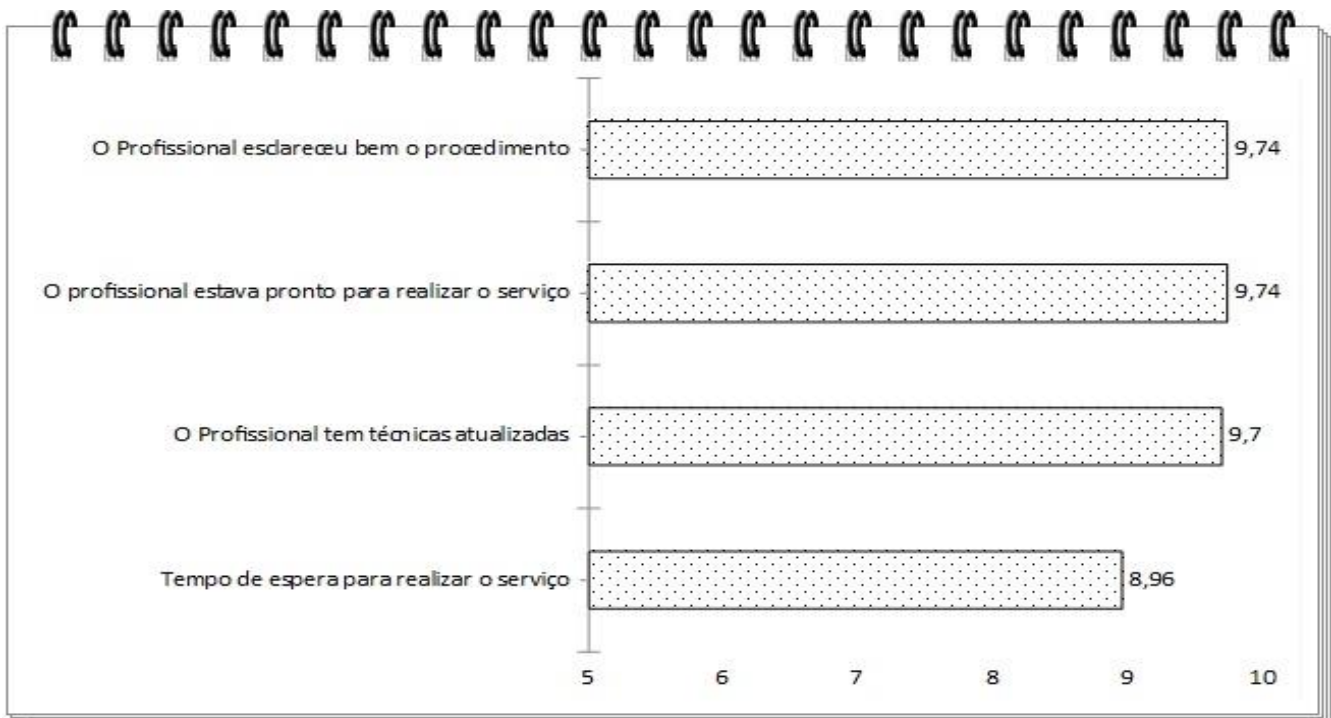 O Profissional esclareceu bem o procedimento
9,74
O profissional estava pronto para realizar o serviço
9,74
O Profissional tem técnicas atualizadas
9,7
Tempo de espera para realizar o serviço
8,96
5 6 7 8 9 10